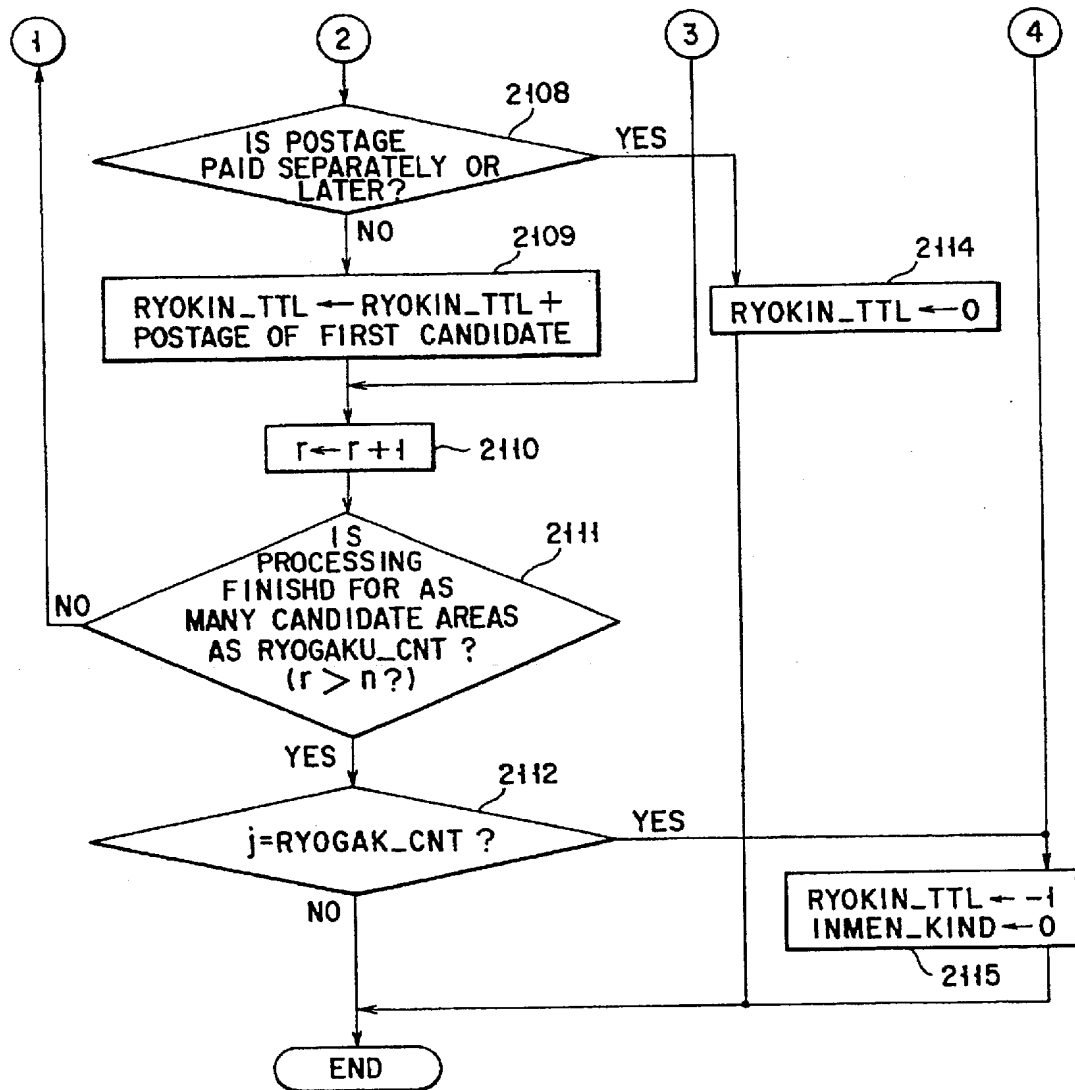 1
2
3
4
2108
IS POSTAGE
PAID SEPARATELY OR
LATER?
YES
NO
2109
RYOKIN_TTL ← RYOKIN_TTL +
POSTAGE OF FIRST CANDIDATE
2114
RYOKIN_TTL ← 0
r ← r + 1
2110
IS
PROCESSING
FINISHD FOR AS
MANY CANDIDATE AREAS
AS RYOGAKU_CNT ?
(r > n ?)
2111
NO
YES
2112
j=RYOGAK_CNT ?
YES
NO
RYOKIN_TTL ← -1
INMEN_KIND ← 0
2115
END